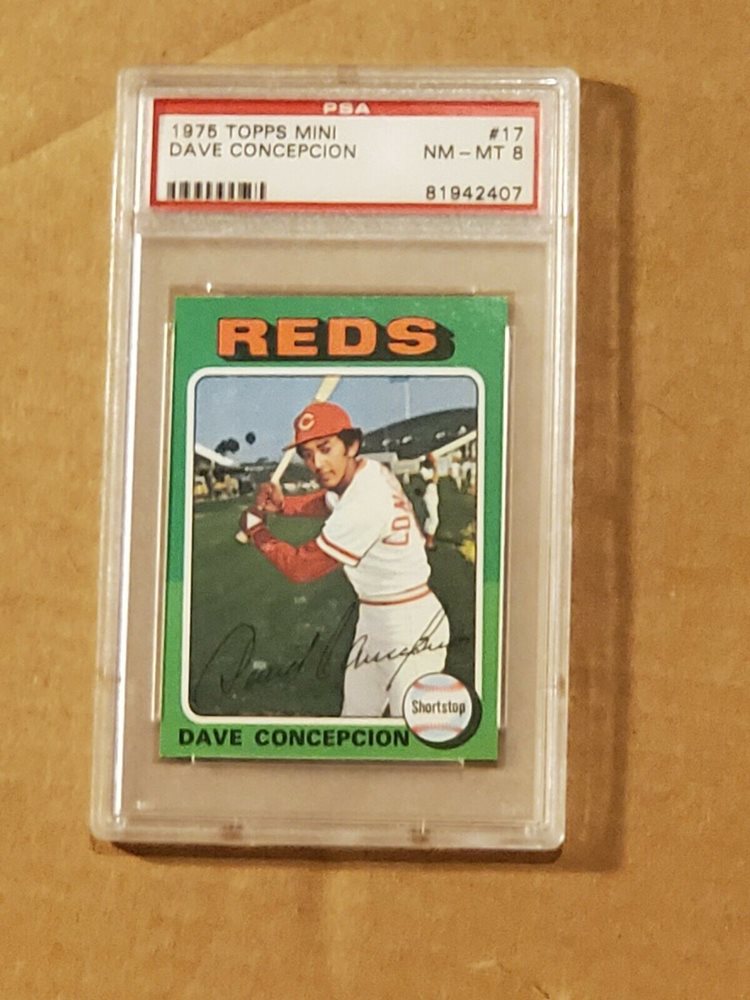 PSA
1975 TOPPS MINI #17
DAVE CONCEPCION NM-MT 8
81942407
REDS
C
Shortstop
DAVE CONCEPCION